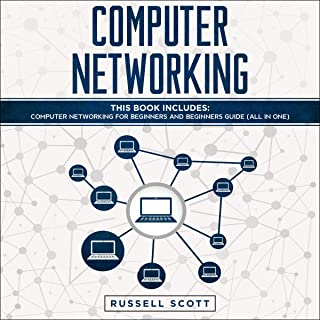 COMPUTER
NETWORKING
THIS BOOK INCLUDES:
COMPUTER NETWORKING FOR BEGINNERS AND BEGINNERS GUIDE (ALL IN ONE)
RUSSELL SCOTT